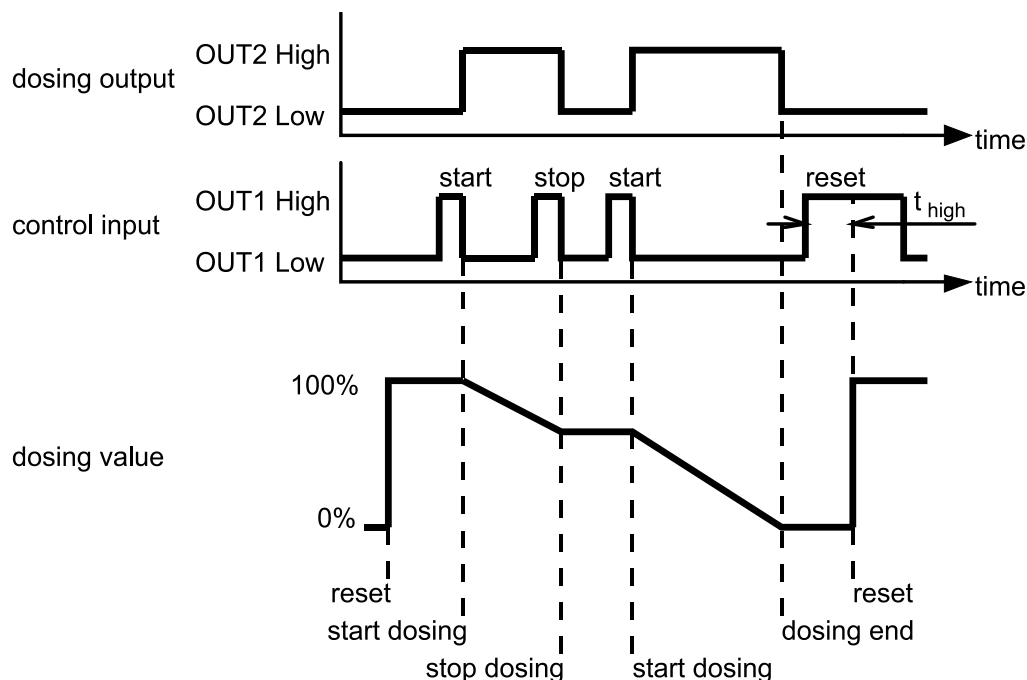 OUT2 High
dosing output
OUT2 Low
time
start stop start reset
OUT1 High
t high
control input
OUT1 Low
time
100%
dosing value
0%
reset reset
start dosing dosing end
stop dosing start dosing